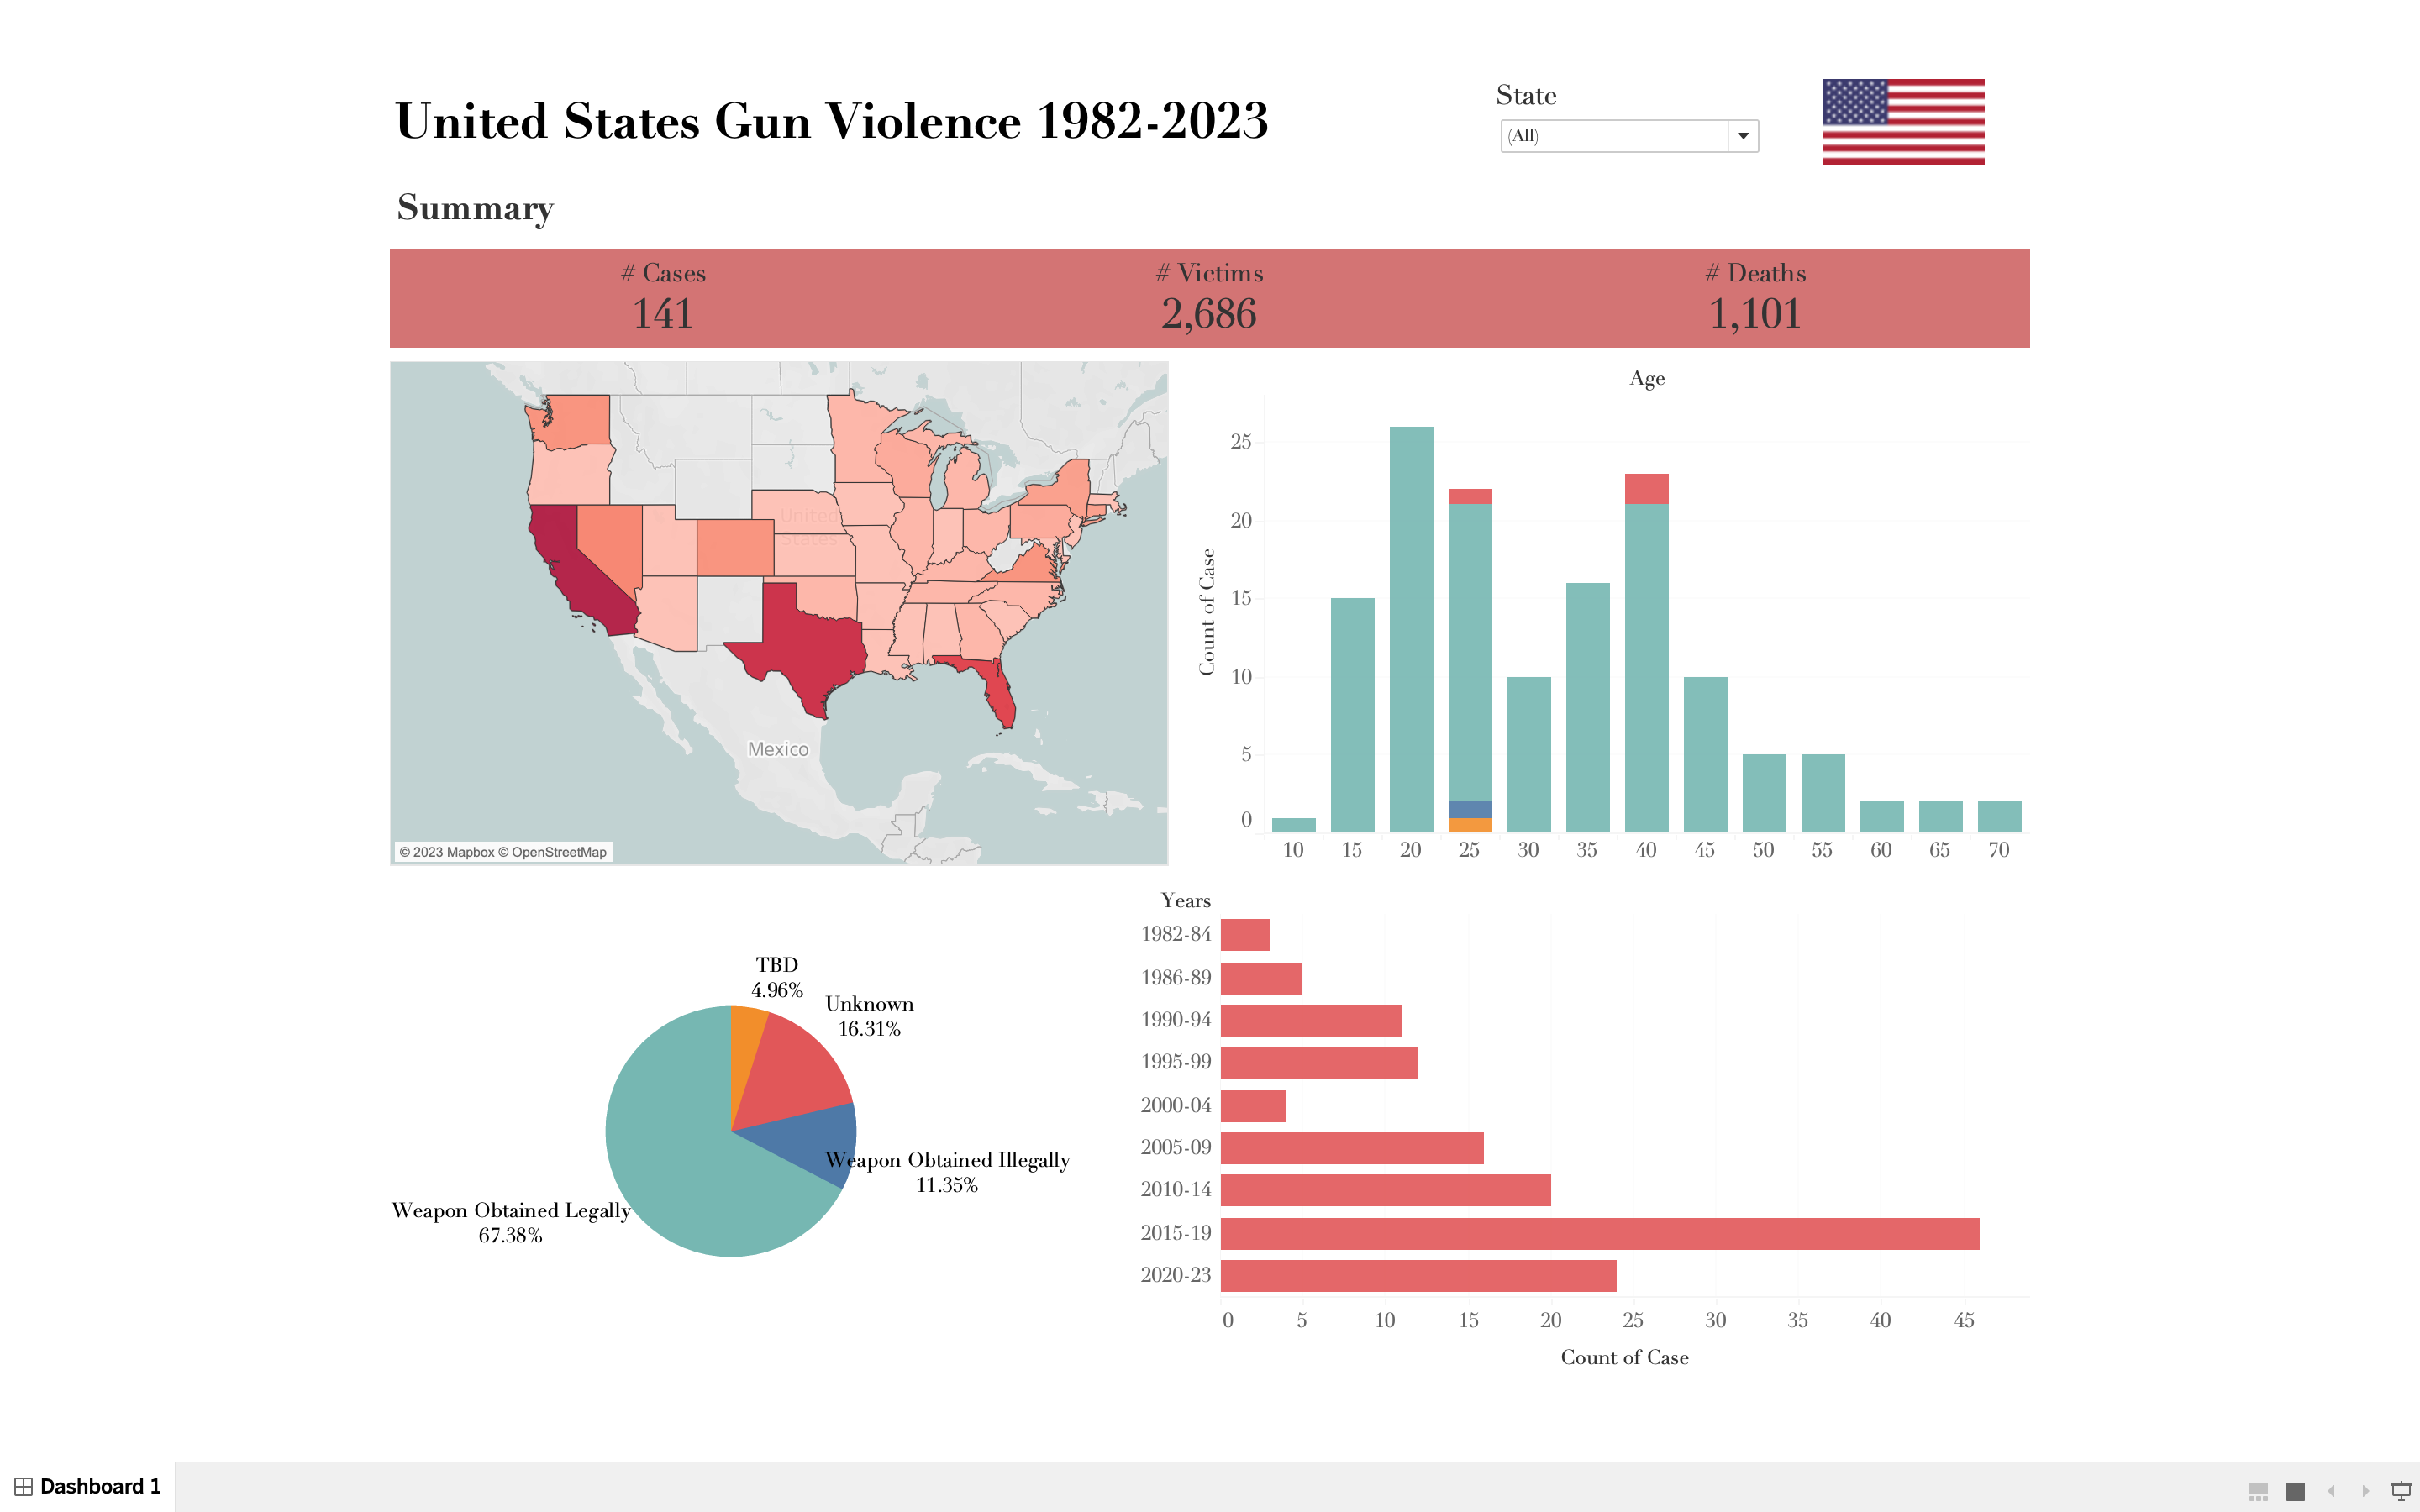 United States Gun Violence 1982-2023
State
(All)
Summary
# Cases
141
# Victims
2,686
# Deaths
1,101
United
States
Mexico
© 2023 Mapbox © OpenStreetMap
Age
Count of Case
25
20
15
10
5
0
10 15 20 25 30 35 40 45 50 55 60 65 70
TBD
4.96%
Unknown
16.31%
Weapon Obtained Illegally
11.35%
Weapon Obtained Legally
67.38%
Years
1982-84
1986-89
1990-94
1995-99
2000-04
2005-09
2010-14
2015-19
2020-23
0 5 10 15 20 25 30 35 40 45
Count of Case
Dashboard 1